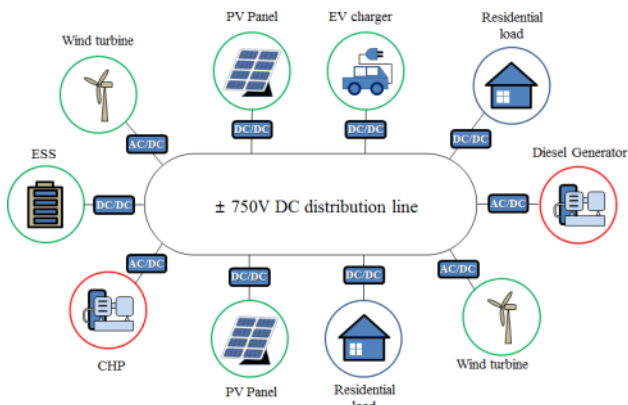 PV Panel
EV charger
Residential
load
Wind turbine
DC/DC
DC/DC
AC/DC
DC/DC
ESS
Diesel Generator
DC/DC
± 750V DC distribution line
AC/DC
AC/DC
AC/DC
DC/DC
DC/DC
CHP
Wind turbine
PV Panel
Residential
load